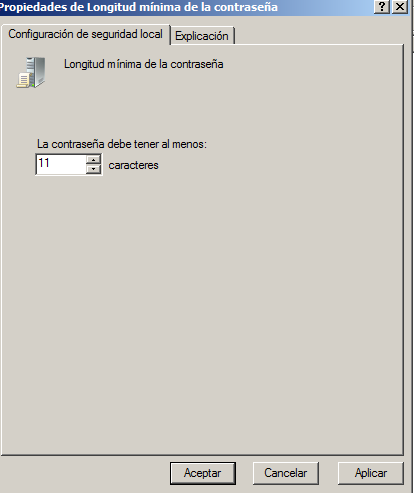 Propiedades de Longitud mínima de la contraseña
Configuración de seguridad local
Explicación
Longitud mínima de la contraseña
La contraseña debe tener al menos:
11 caracteres
Aceptar Cancelar Aplicar